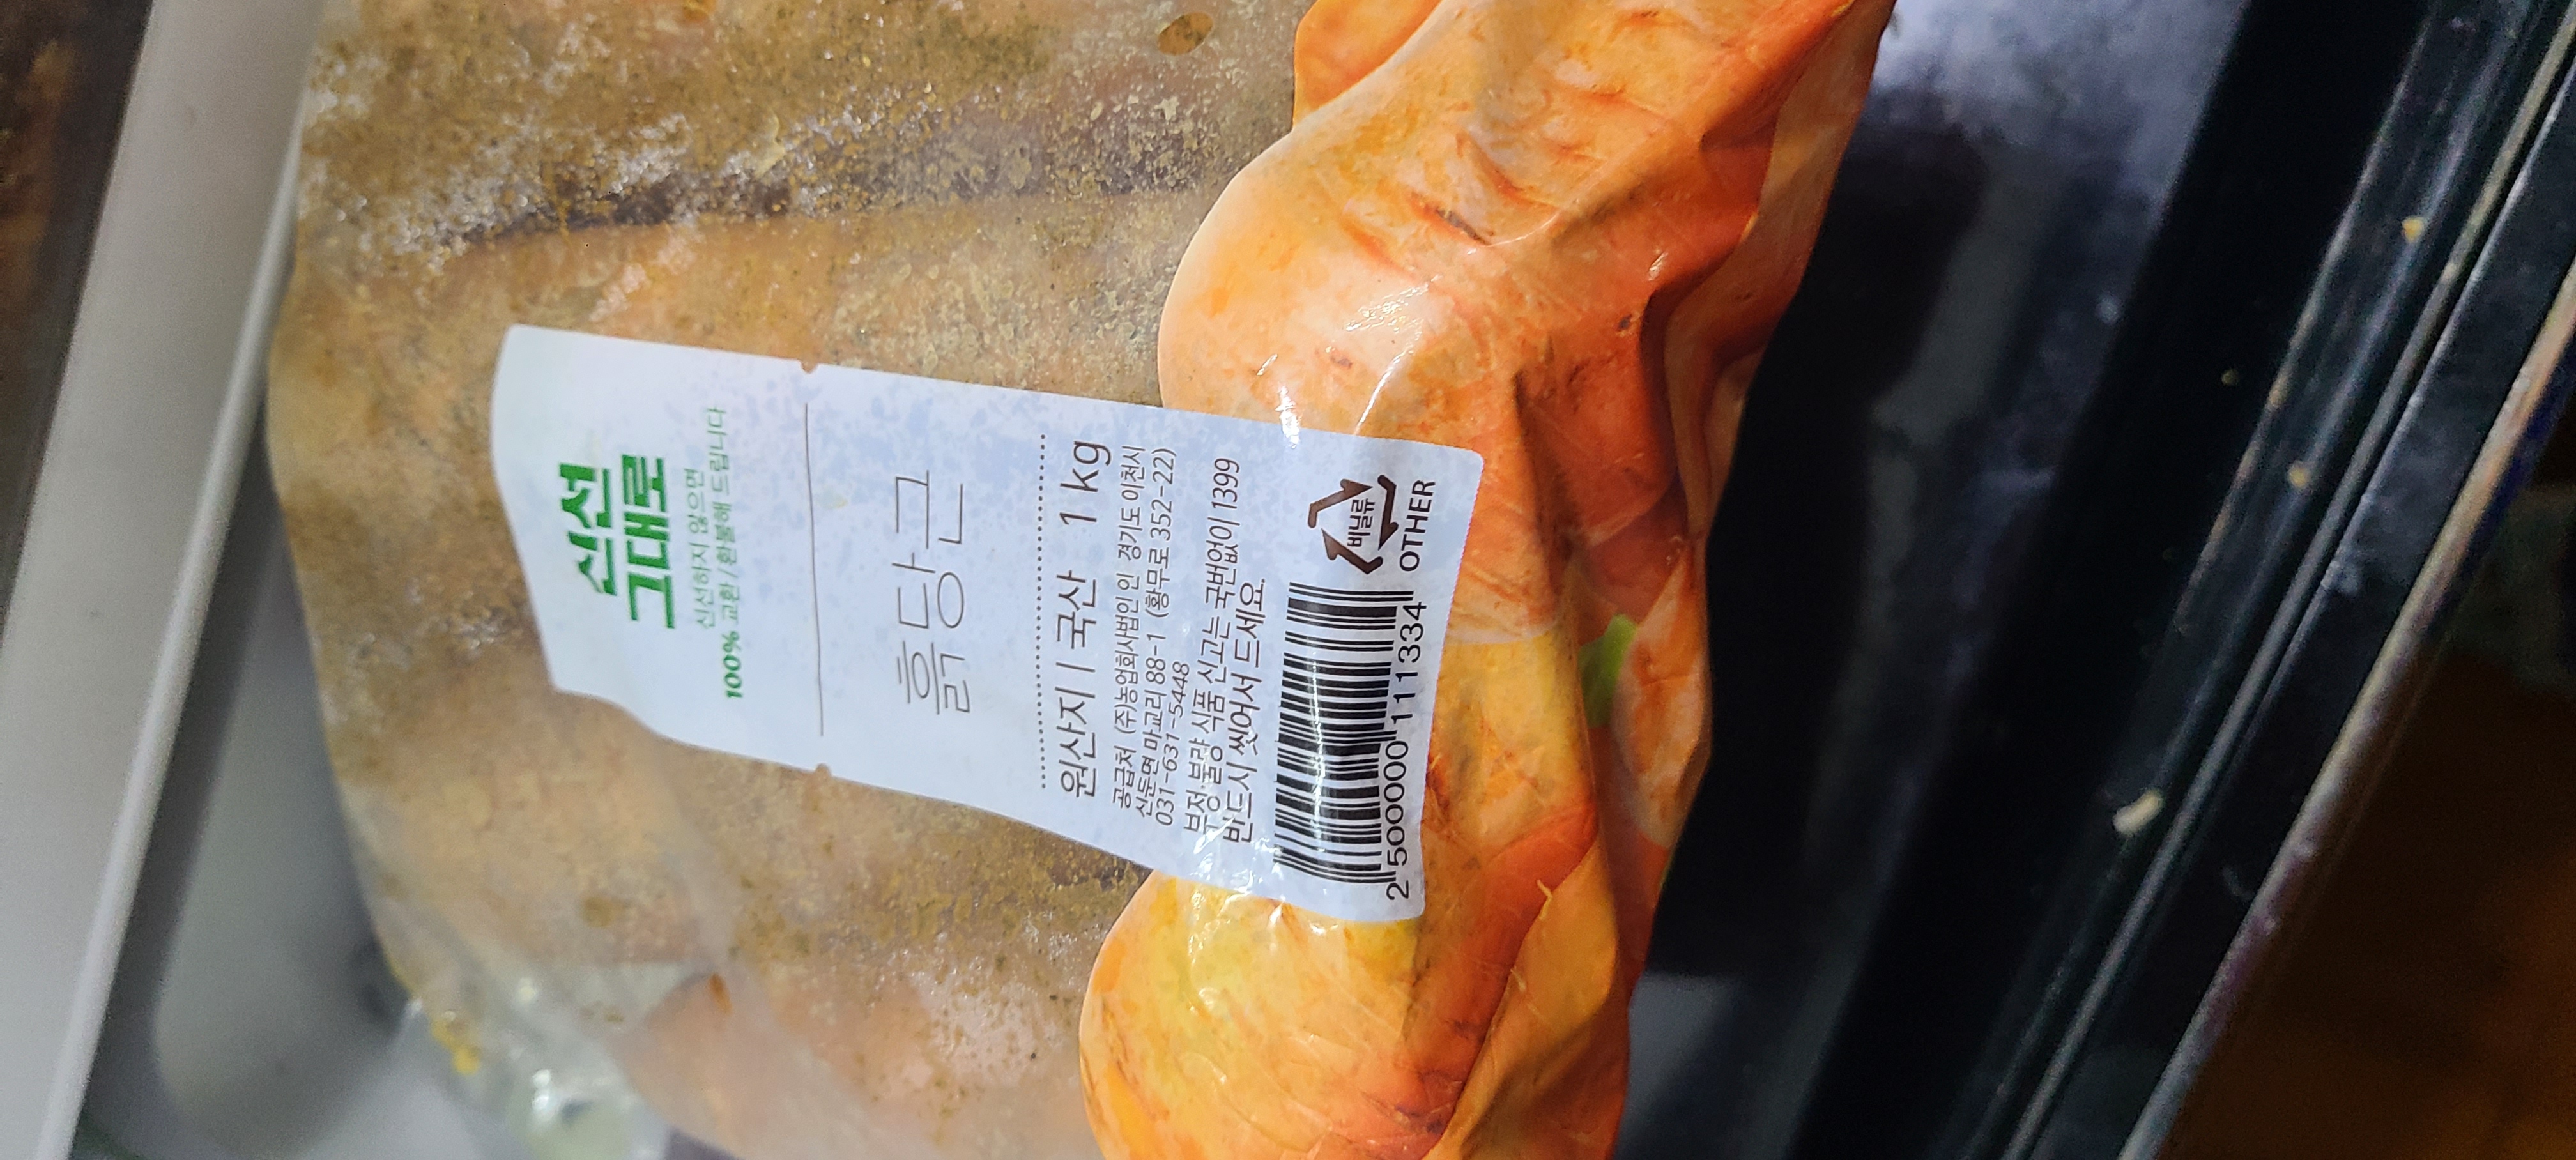 신선
그대로
신선하지 않으면
100% 교환/환불해 드립니다
흙당근
원산지 | 국산 1 kg
공급처 (주)농업회사법인 인 경기도 이천시
신둔면 마교리 88-1 (황무로 352-22)
031-631-5448
부정·불량 식품 신고는 국번없이 1399
반드시 씻어서 드세요.
비닐류
OTHER
2 500000 111334